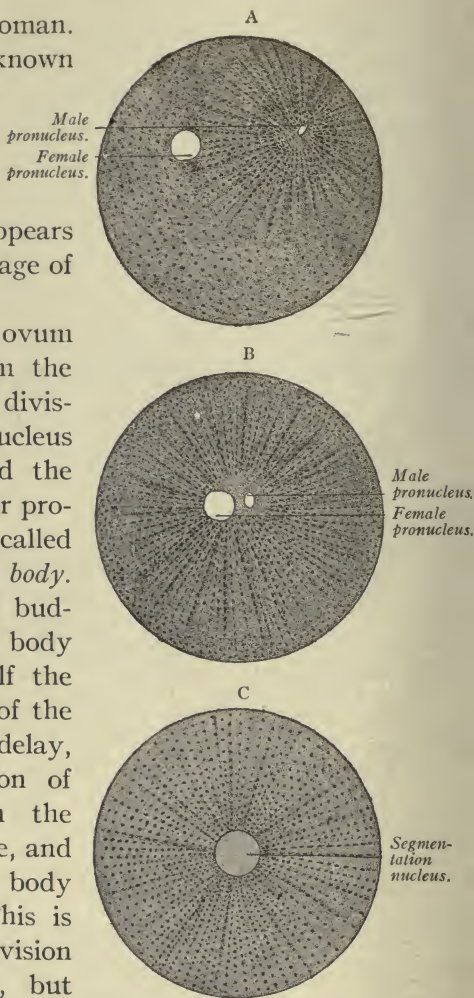 oman.
known
ppears
age of
ovum
n the
divis-
ucleus
d the
r pro-
called
body.
bud-
body
lf the
of the
delay,
on of
n the
e, and
body
his is
vision
, but
A
Male
pronucleus.
Female
pronucleus.
B
Male
pronucleus.
Female
pronucleus.
C
Segmen-
tation
nucleus.